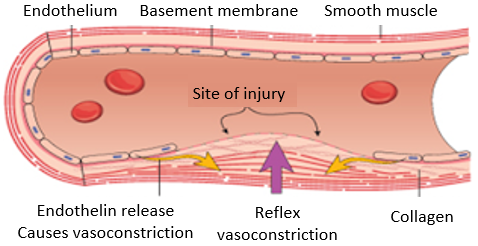 Endothelium
Basement membrane
Smooth muscle
Site of injury
Endothelin release
Causes vasoconstriction
Reflex
vasoconstriction
Collagen